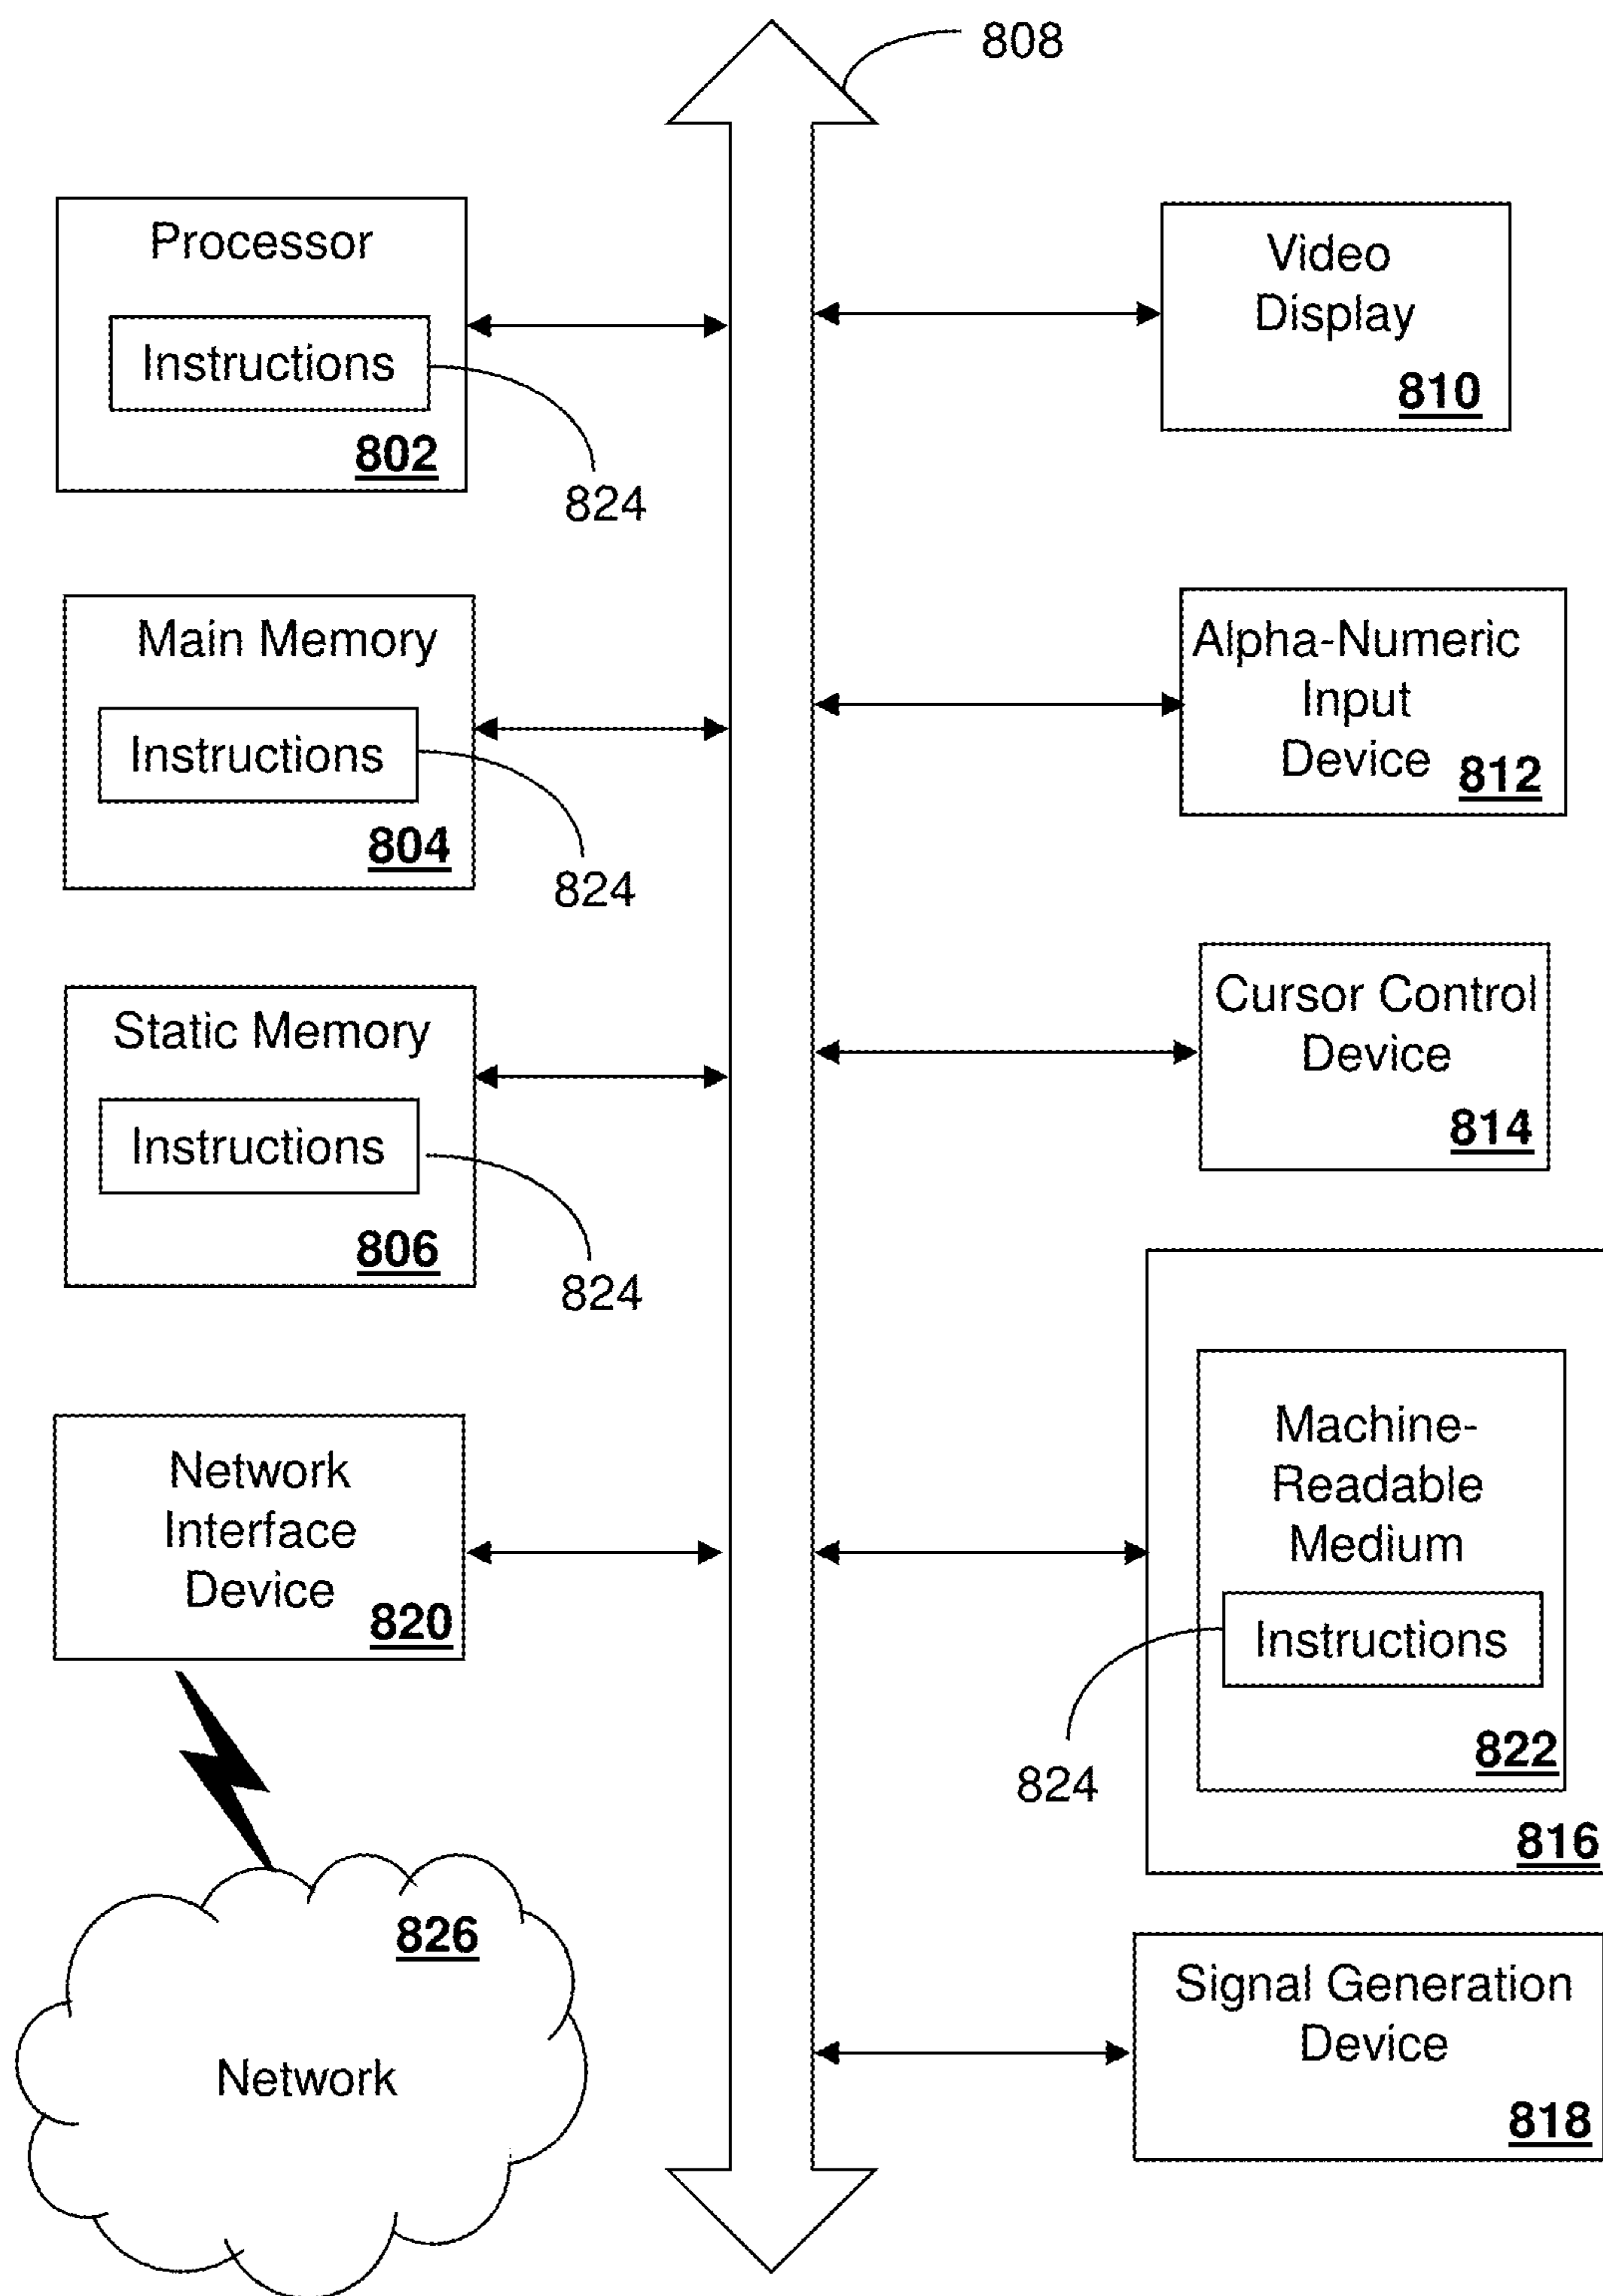 808
Processor
Instructions
802
824
Main Memory
Instructions
804
824
Static Memory
Instructions
806
824
Network
Interface
Device
820
826
Network
Video
Display
810
Alpha-Numeric
Input
Device
812
Cursor Control
Device
814
Machine-
Readable
Medium
Instructions
822
824
816
Signal Generation
Device
818